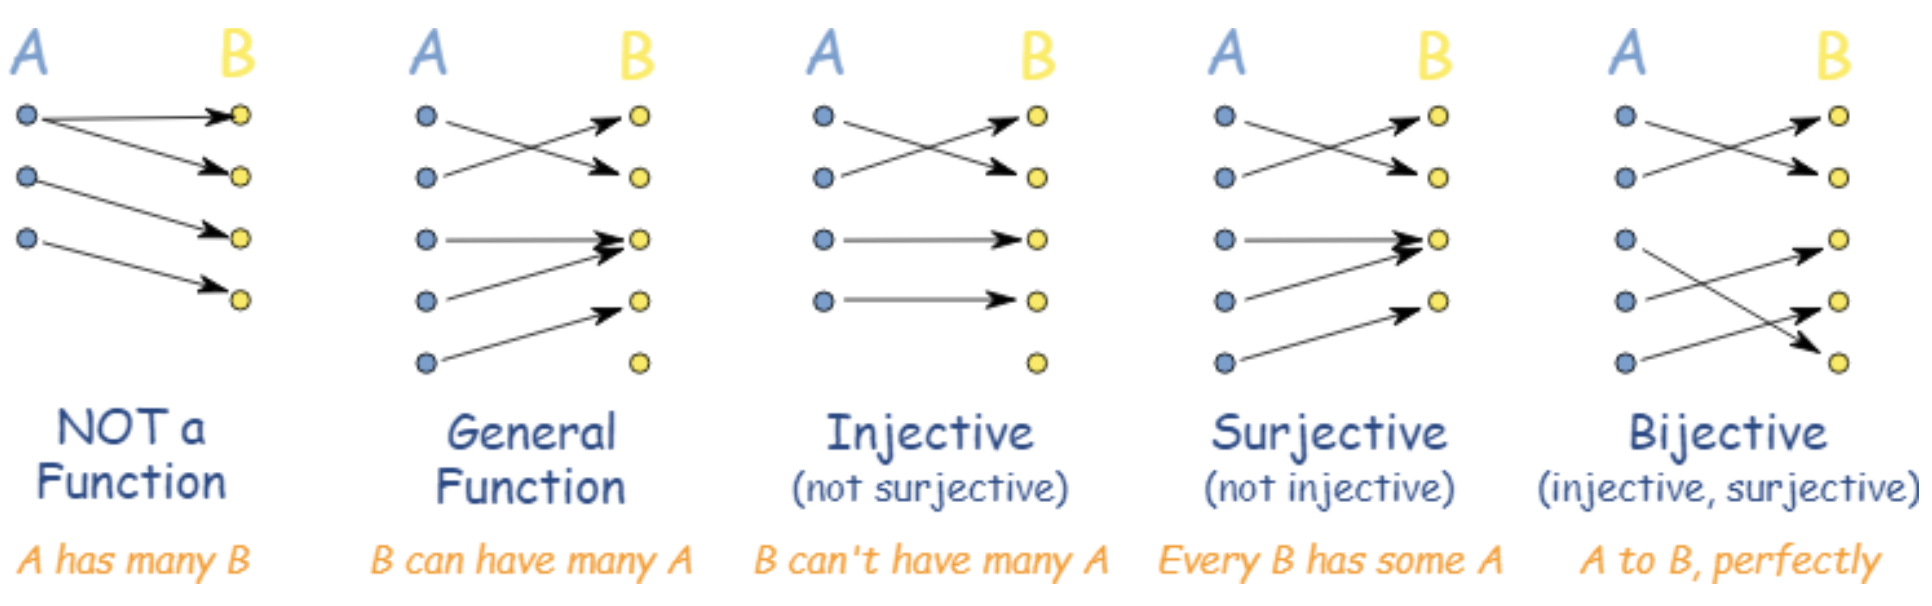 A B
A B
A B
A B
A B
NOT a
Function
A has many B
General
Function
B can have many A
Injective
(not surjective)
B can't have many A
Surjective
(not injective)
Every B has some A
Bijective
(injective, surjective)
A to B, perfectly